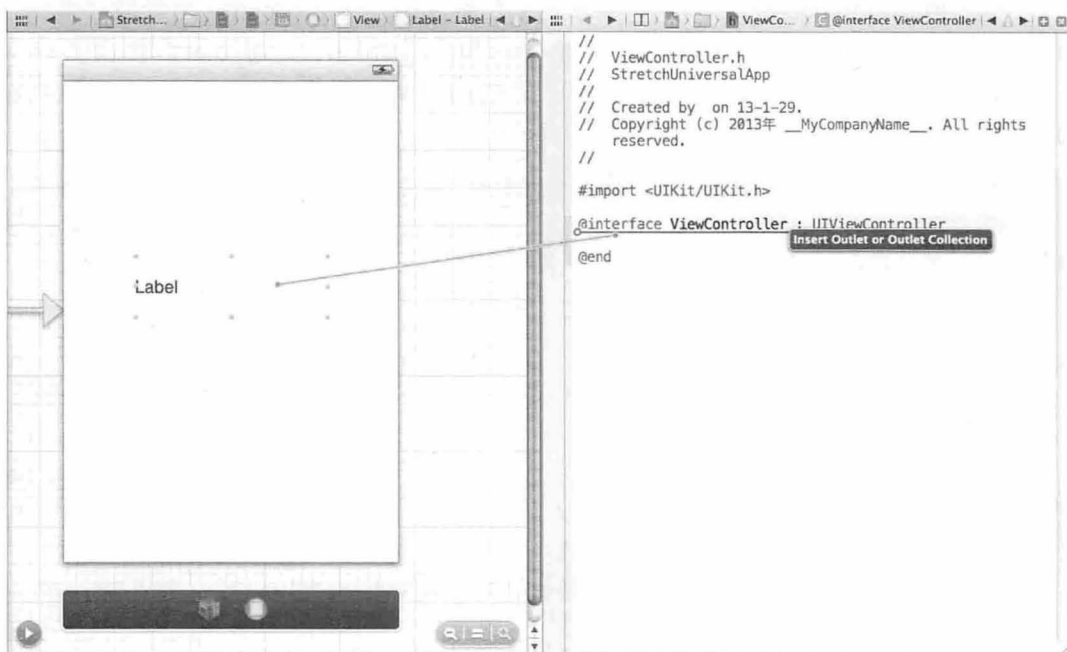 Stretch...
View
Label - Label
ViewCo...
@interface ViewController
Label
//
// ViewController.h
// StretchUniversalApp
//
// Created by on 13-1-29.
// Copyright (c) 2013年 __MyCompanyName__. All rights
reserved.
//
#import <UIKit/UIKit.h>
@interface ViewController : UIViewController
Insert Outlet or Outlet Collection
@end